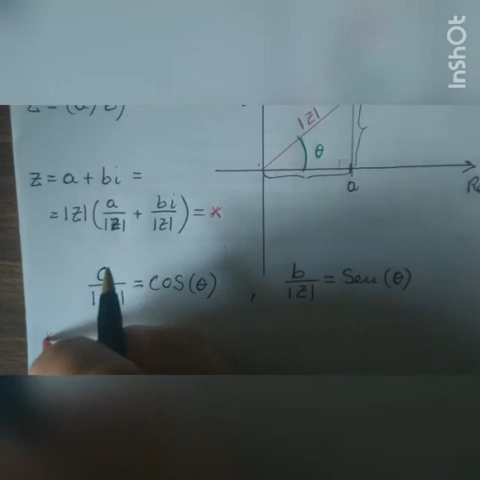 InShOt
|z|
θ
a
z = a + bi =
= |z| ( a/|z| + bi/|z| ) = x
a/|z| = cos(θ) , b/|z| = Sen(θ)